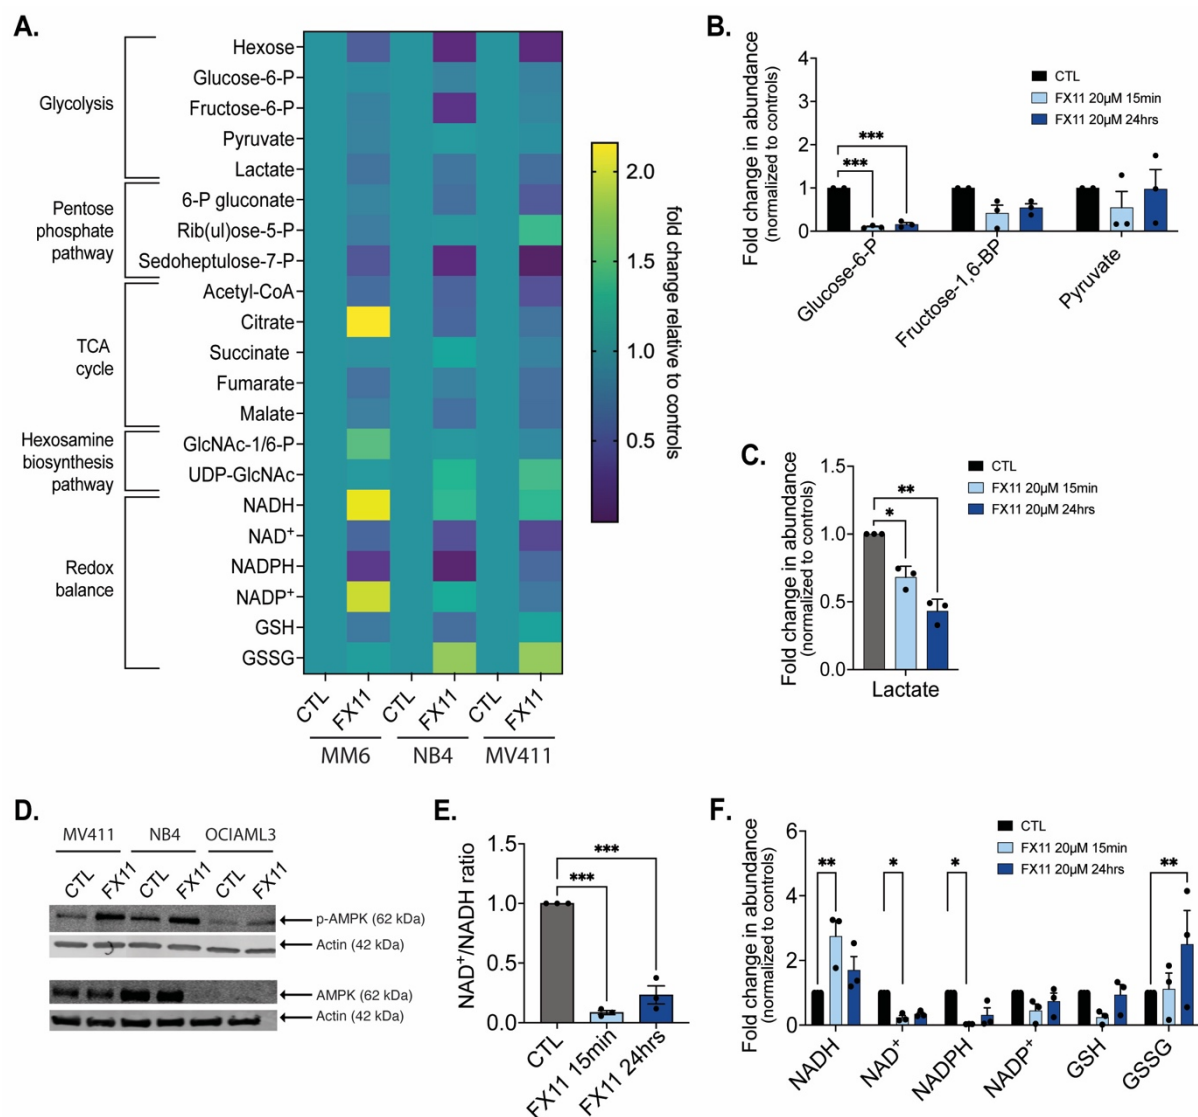 A.
Glycolysis
Pentose
phosphate
pathway
TCA
cycle
Hexosamine
biosynthesis
pathway
Redox
balance
Hexose
Glucose-6-P
Fructose-6-P
Pyruvate
Lactate
6-P gluconate
Rib(ul)ose-5-P
Sedoheptulose-7-P
Acetyl-CoA
Citrate
Succinate
Fumarate
Malate
GlcNAc-1/6-P
UDP-GlcNAc
NADH
NAD⁺
NADPH
NADP⁺
GSH
GSSG
CTL
FX11
CTL
FX11
CTL
FX11
MM6
NB4
MV411
2.0
1.5
1.0
0.5
fold change relative to controls
B.
Fold change in abundance
(normalized to controls)
4
3
2
1
0
CTL
FX11 20µM 15min
FX11 20µM 24hrs
***
***
Glucose-6-P
Fructose-1,6-BP
Pyruvate
C.
Fold change in abundance
(normalized to controls)
1.5
1.0
0.5
0.0
CTL
FX11 20µM 15min
FX11 20µM 24hrs
**
*
Lactate
D.
MV411 NB4 OCIAML3
CTL
FX11
CTL
FX11
CTL
FX11
p-AMPK (62 kDa)
Actin (42 kDa)
AMPK (62 kDa)
Actin (42 kDa)
E.
NAD⁺/NADH ratio
1.5
1.0
0.5
0.0
***
***
CTL
FX11 15min
FX11 24hrs
F.
Fold change in abundance
(normalized to controls)
6
4
2
0
CTL
FX11 20µM 15min
FX11 20µM 24hrs
**
*
*
**
NADH
NAD⁺
NADPH
NADP⁺
GSH
GSSG